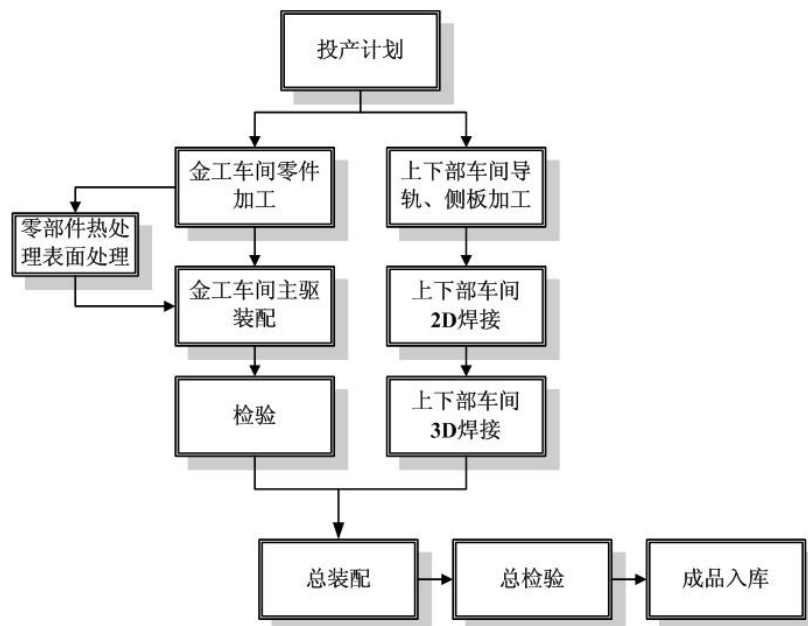 投产计划
金工车间零件
加工
上下部车间导
轨、侧板加工
零部件热处
理表面处理
金工车间主驱
装配
上下部车间
2D焊接
检验
上下部车间
3D焊接
总装配
总检验
成品入库